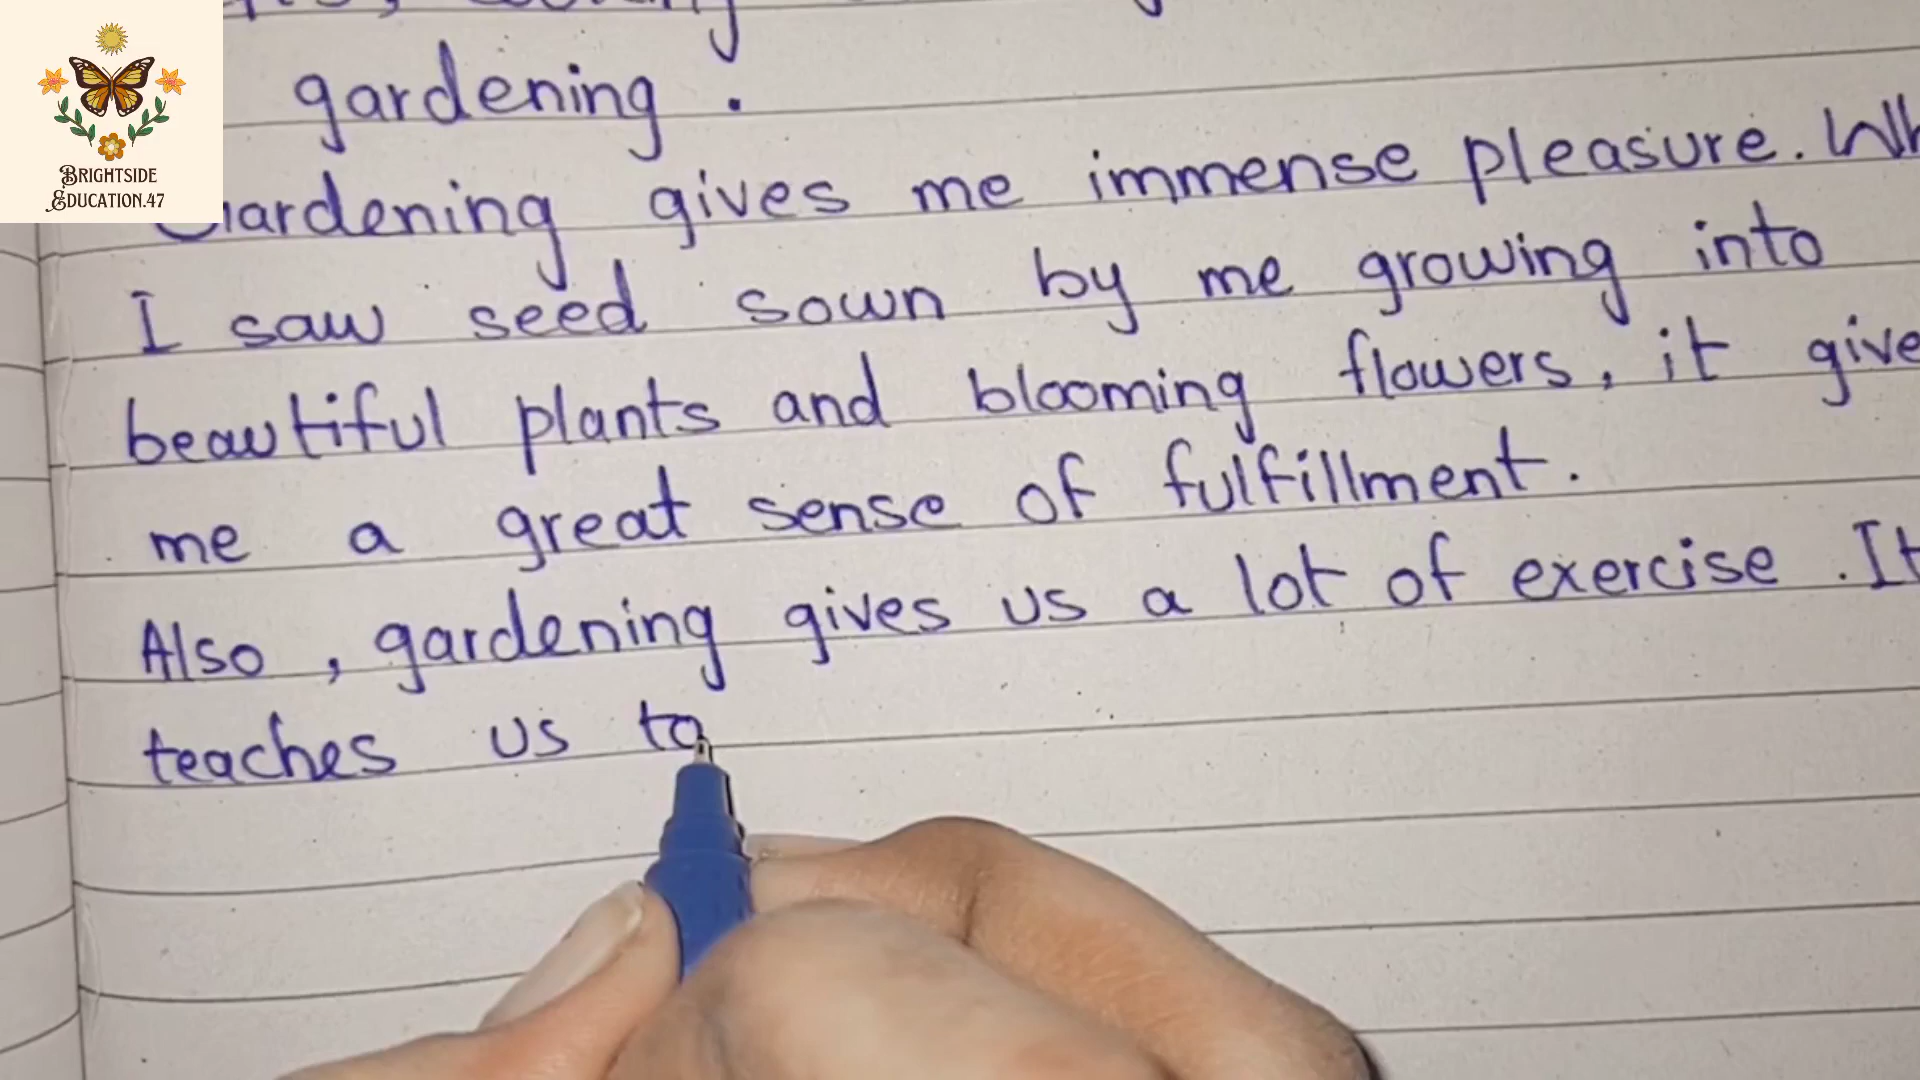 BRIGHTSIDE
EDUCATION.47
gardening.
Gardening gives me immense pleasure. Wh
I saw seed sown by me growing into
beautiful plants and blooming flowers, it give
me a great sense of fulfillment.
Also, gardening gives us a lot of exercise. It
teaches us to